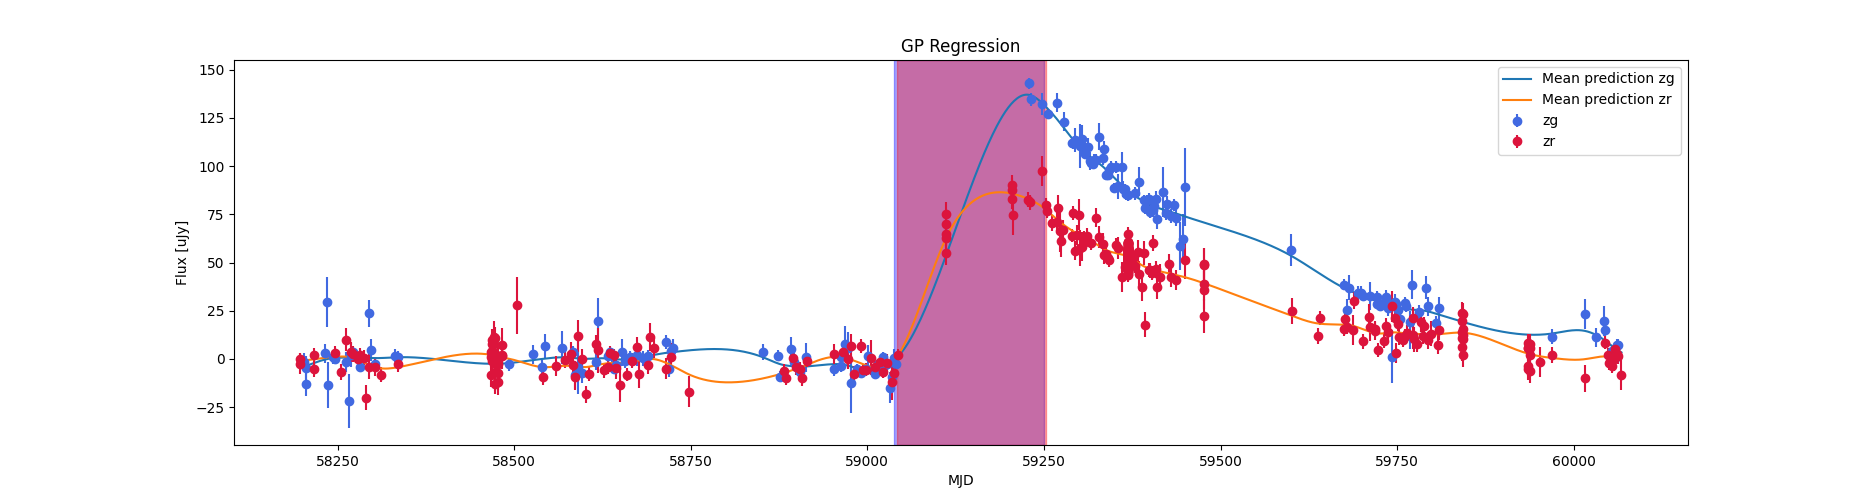 GP Regression
150
125
100
75
50
25
0
−25
Flux [uJy]
58250
58500
58750
59000
59250
59500
59750
60000
MJD
Mean prediction zg
Mean prediction zr
zg
zr